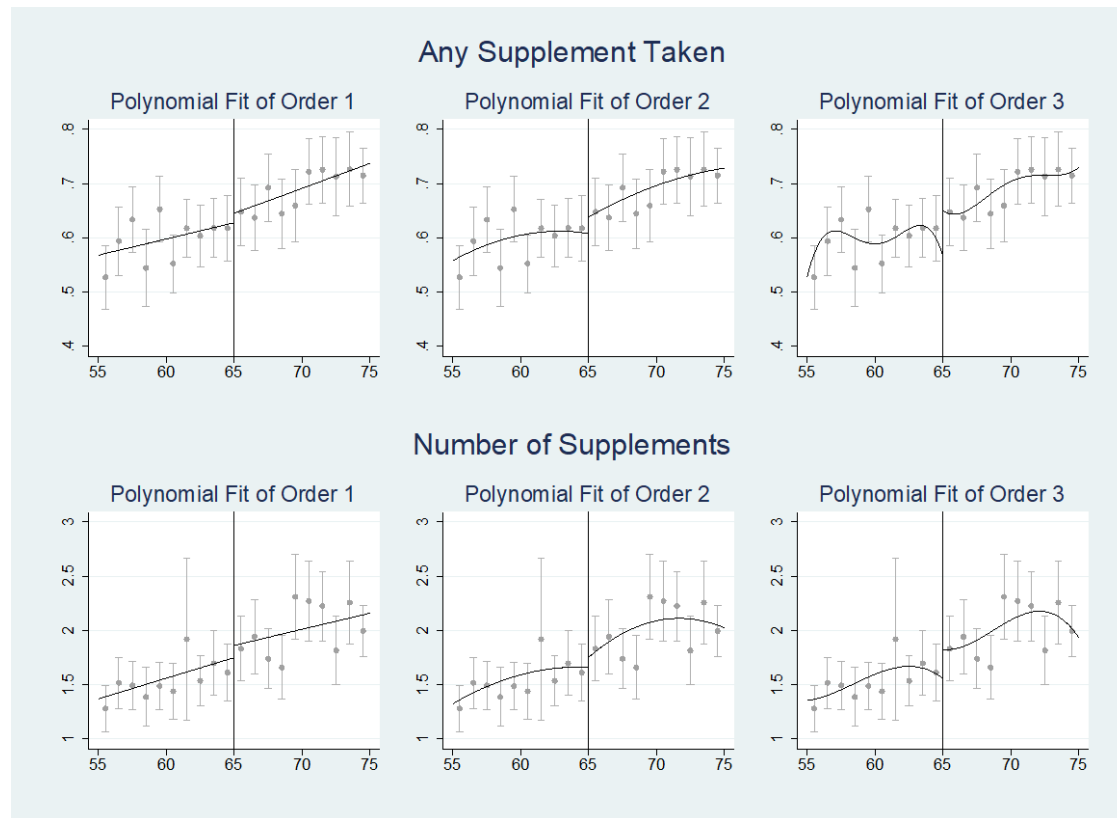 Any Supplement Taken
Polynomial Fit of Order 1
Polynomial Fit of Order 2
Polynomial Fit of Order 3
.8
.7
.6
.5
.4
55 60 65 70 75
.8
.7
.6
.5
.4
55 60 65 70 75
.8
.7
.6
.5
.4
55 60 65 70 75
Number of Supplements
Polynomial Fit of Order 1
Polynomial Fit of Order 2
Polynomial Fit of Order 3
3
2.5
2
1.5
1
55 60 65 70 75
3
2.5
2
1.5
1
55 60 65 70 75
3
2.5
2
1.5
1
55 60 65 70 75